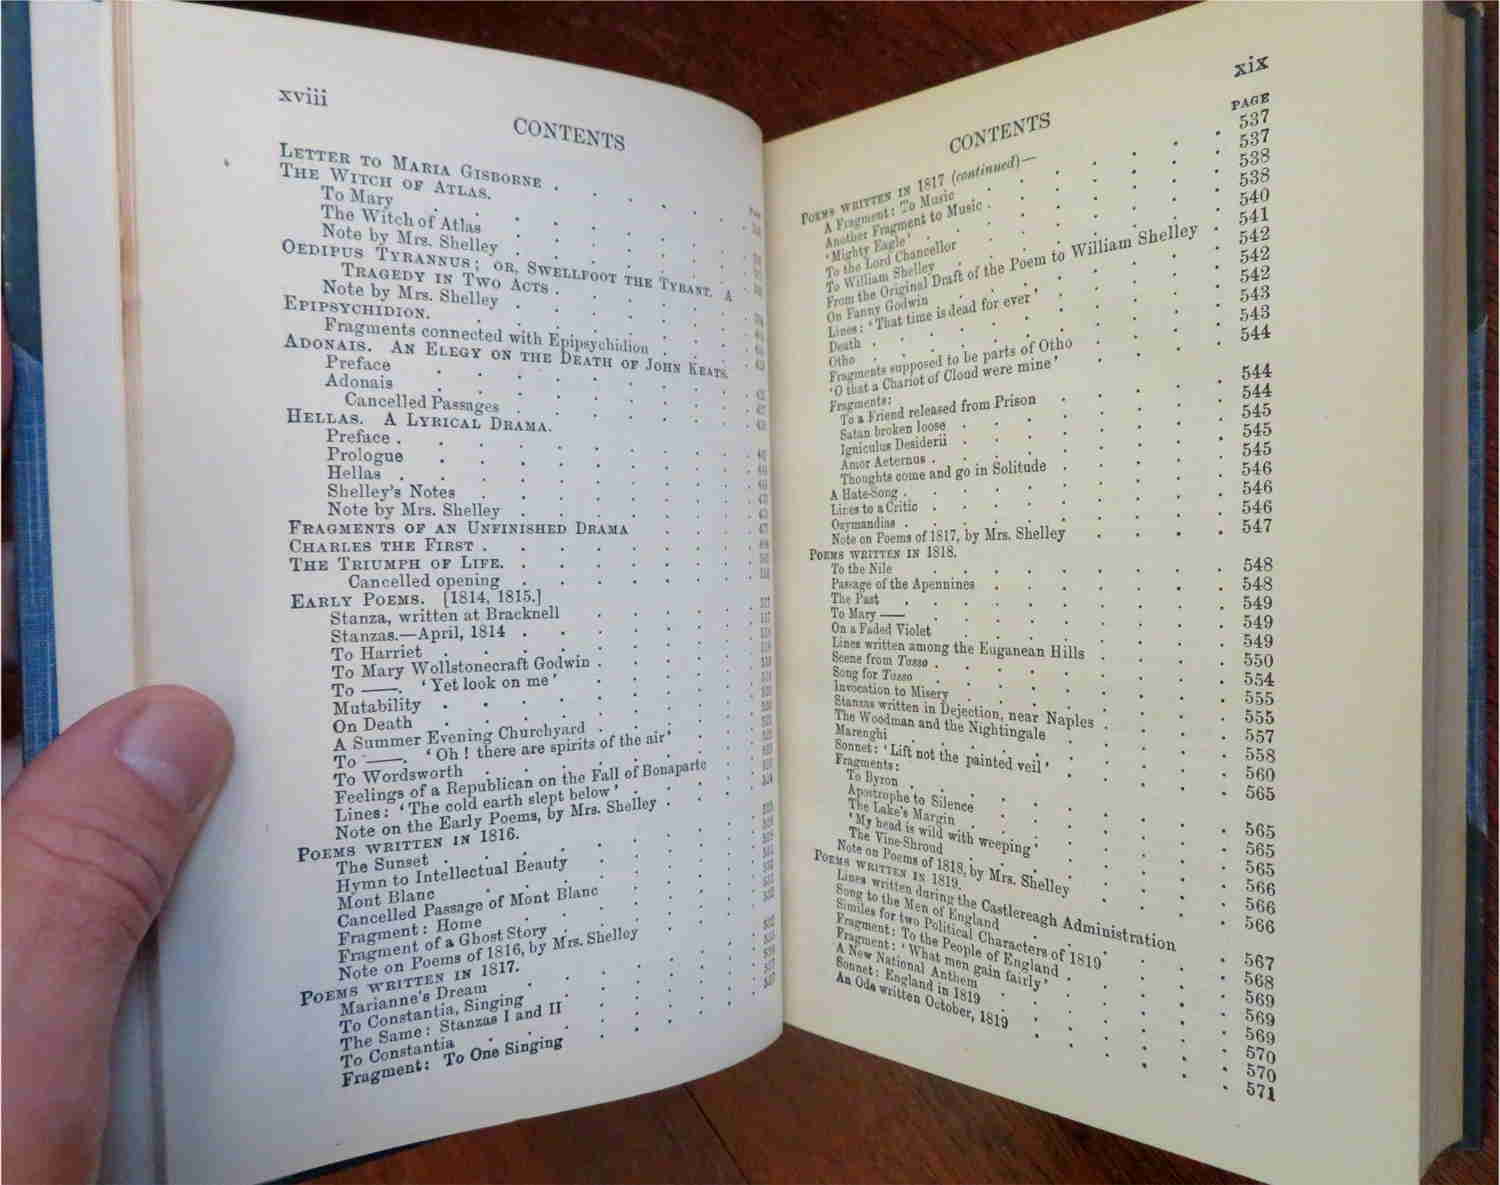 xviii
CONTENTS
LETTER TO MARIA GISBORNE .
THE WITCH OF ATLAS.
To Mary
The Witch of Atlas
Note by Mrs. Shelley
OEDIPUS TYRANNUS; OR, SWELLFOOT THE TYRANT. A
TRAGEDY IN TWO ACTS .
Note by Mrs. Shelley
EPIPSYCHIDION.
Fragments connected with Epipsychidion
ADONAIS. AN ELEGY ON THE DEATH OF JOHN KEATS.
Preface
Adonais
Cancelled Passages
HELLAS. A LYRICAL DRAMA.
Preface .
Prologue
Hellas .
Shelley's Notes
Note by Mrs. Shelley
FRAGMENTS OF AN UNFINISHED DRAMA
CHARLES THE FIRST .
THE TRIUMPH OF LIFE.
Cancelled opening
EARLY POEMS. [1814, 1815.]
Stanza, written at Bracknell
Stanzas.—April, 1814 .
To Harriet
To Mary Wollstonecraft Godwin .
To ——. 'Yet look on me'
Mutability
On Death
A Summer Evening Churchyard
To ——. 'Oh! there are spirits of the air'
To Wordsworth
Feelings of a Republican on the Fall of Bonaparte
Lines: 'The cold earth slept below'
Note on the Early Poems, by Mrs. Shelley
POEMS WRITTEN IN 1816.
The Sunset
Hymn to Intellectual Beauty
Mont Blanc
Cancelled Passage of Mont Blanc
Fragment: Home
Fragment of a Ghost Story
Note on Poems of 1816, by Mrs. Shelley
POEMS WRITTEN IN 1817.
Marianne's Dream
To Constantia, Singing
The Same: Stanzas I and II
To Constantia
Fragment: To One Singing
xix
CONTENTS
PAGE
POEMS WRITTEN IN 1817 (continued)—
A Fragment: To Music 537
Another Fragment to Music . 537
'Mighty Eagle' 538
To the Lord Chancellor 538
To William Shelley 540
From the Original Draft of the Poem to William Shelley 541
On Fanny Godwin 542
Lines: 'That time is dead for ever' 542
Death . 542
Otho 543
Fragments supposed to be parts of Otho 543
'O that a Chariot of Cloud were mine' 544
Fragments:
To a Friend released from Prison 544
Satan broken loose 544
Igniculus Desiderii 545
Amor Aeternus . 545
Thoughts come and go in Solitude 545
A Hate-Song . 546
Lines to a Critic 546
Ozymandias . 546
Note on Poems of 1817, by Mrs. Shelley 547
POEMS WRITTEN IN 1818.
To the Nile 548
Passage of the Apennines 548
The Past 549
To Mary —— 549
On a Faded Violet 549
Lines written among the Euganean Hills 550
Scene from Tasso . 554
Song for Tasso 555
Invocation to Misery 555
Stanzas written in Dejection, near Naples 557
The Woodman and the Nightingale 558
Marenghi 560
Sonnet: 'Lift not the painted veil' 565
Fragments:
To Byron 565
Apostrophe to Silence 565
The Lake's Margin 565
'My head is wild with weeping' 566
The Vine-Shroud 566
Note on Poems of 1818, by Mrs. Shelley 566
POEMS WRITTEN IN 1819.
Lines written during the Castlereagh Administration 567
Song to the Men of England 568
Similes for two Political Characters of 1819 569
Fragment: To the People of England 569
Fragment: 'What men gain fairly' 569
A New National Anthem 570
Sonnet: England in 1819 570
An Ode written October, 1819 571